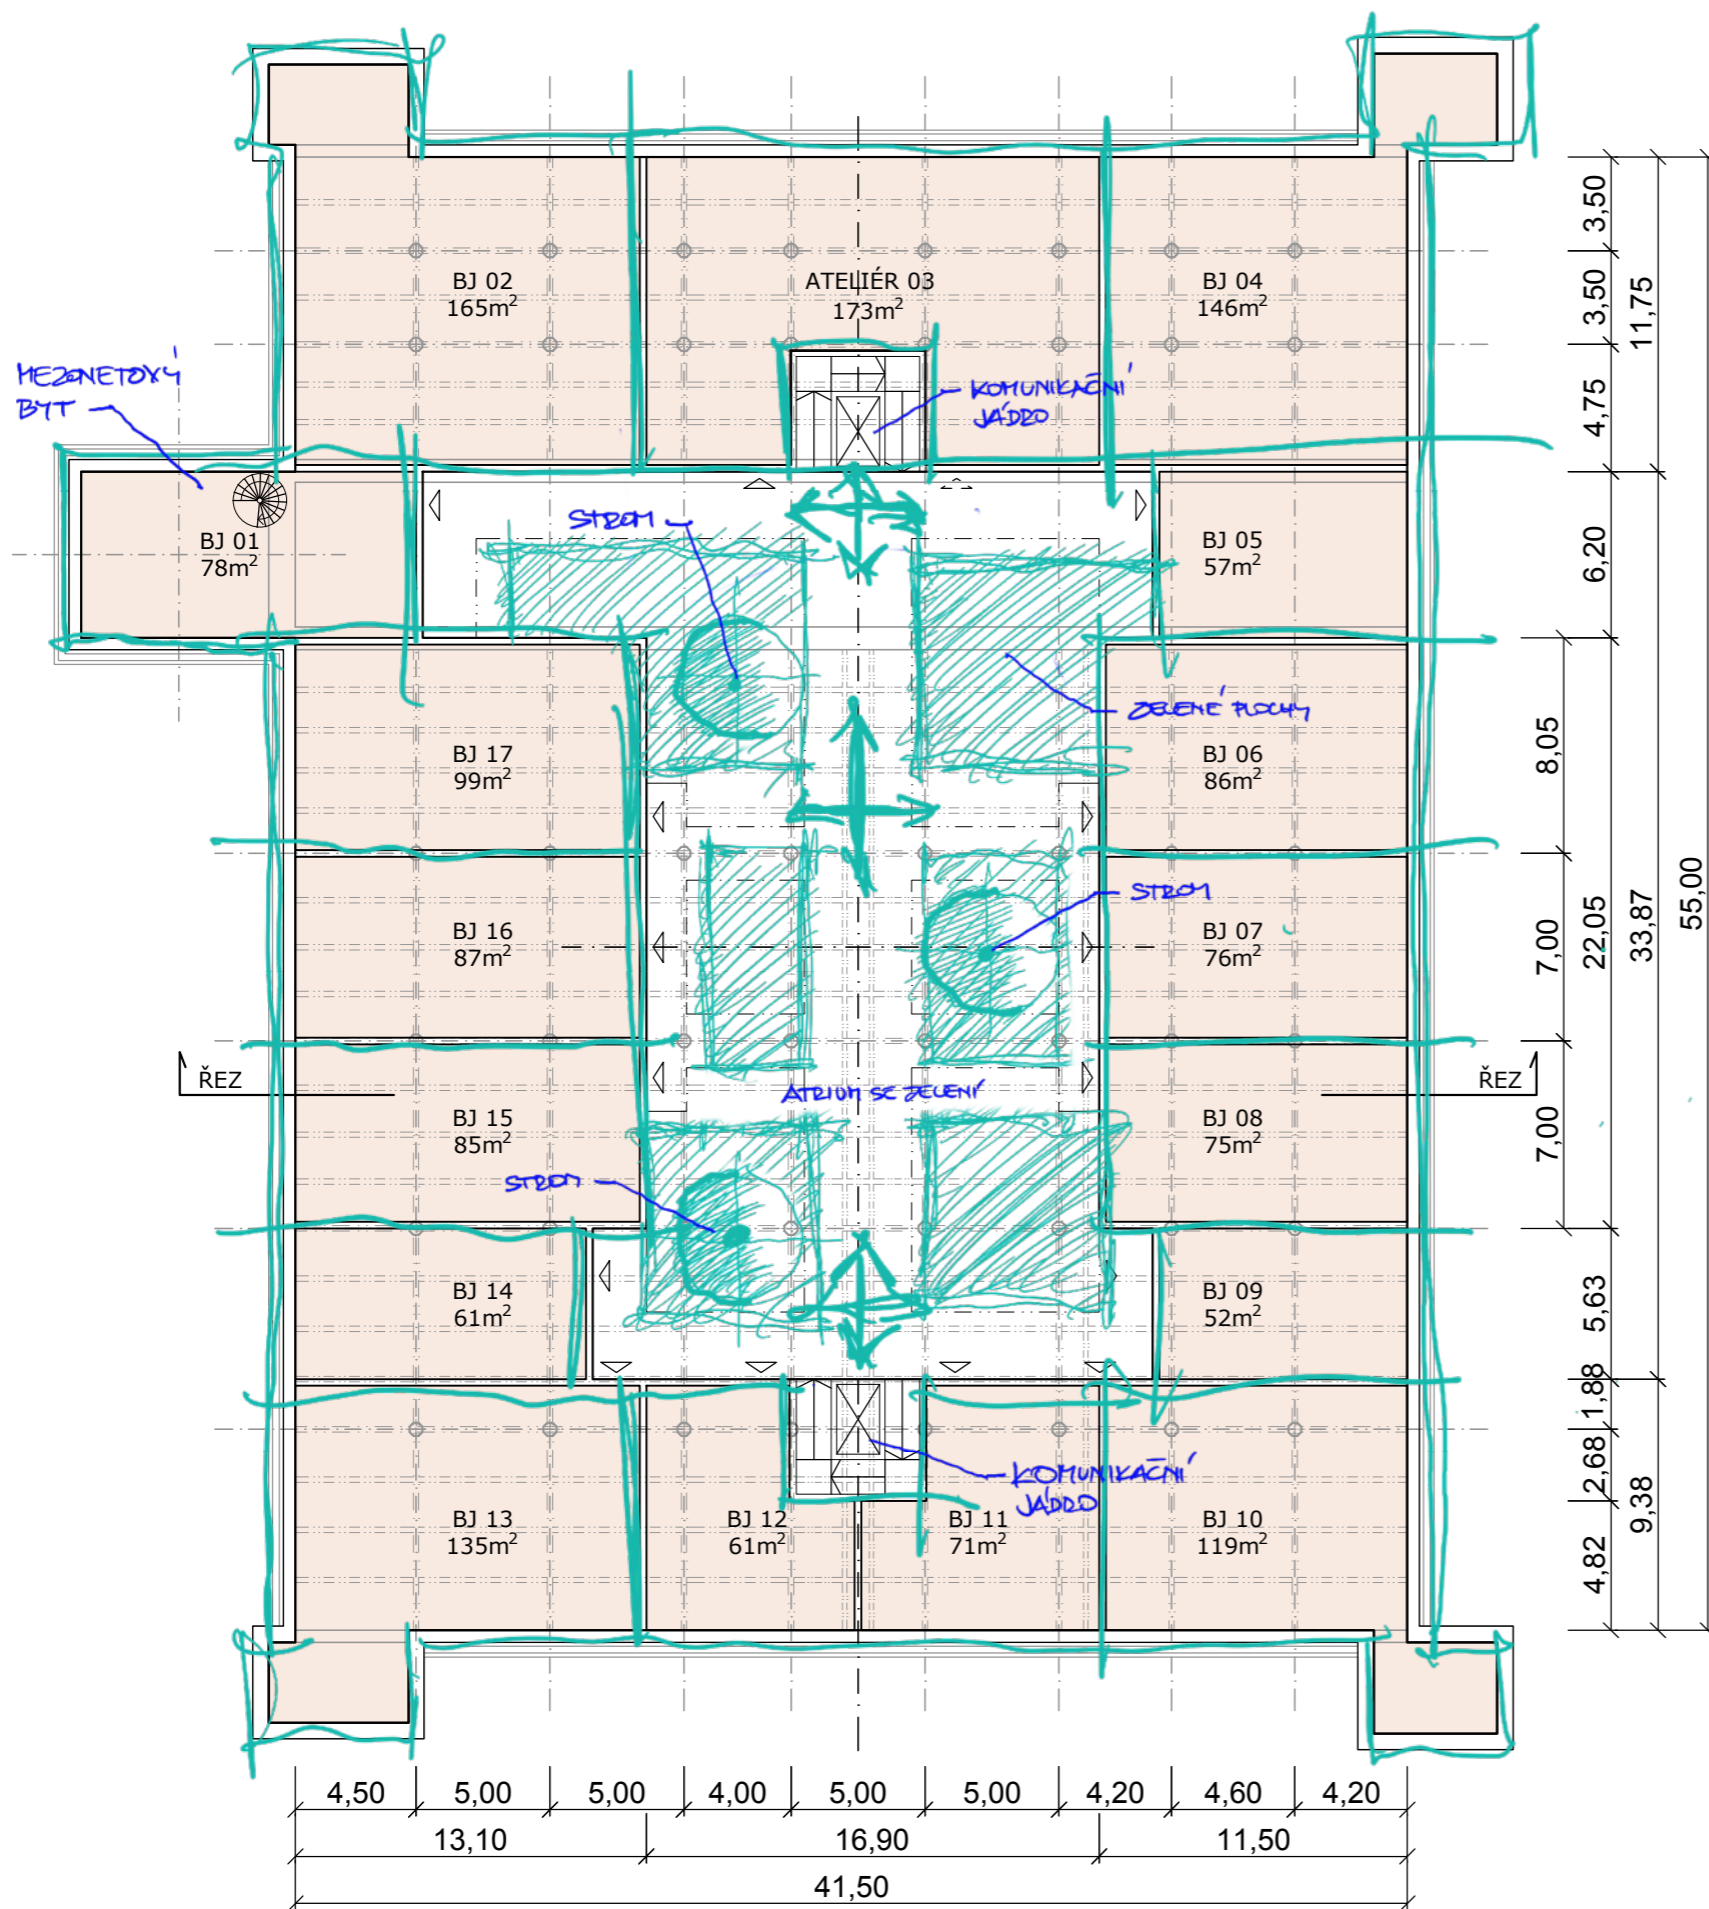 BJ 02
165m²
ATELIÉR 03
173m²
BJ 04
146m²
MEZONETOVÝ
BYT
KOMUNIKAČNÍ
JÁDRO
STROM
BJ 01
78m²
BJ 05
57m²
ZELENÉ PLOCHY
BJ 17
99m²
BJ 06
86m²
STROM
BJ 16
87m²
BJ 07
76m²
ŘEZ
ŘEZ
ATRIUM SE ZELENÍ
BJ 15
85m²
BJ 08
75m²
STROM
BJ 14
61m²
BJ 09
52m²
KOMUNIKAČNÍ
JÁDRO
BJ 13
135m²
BJ 12
61m²
BJ 11
71m²
BJ 10
119m²
3,50
3,50
4,75
6,20
22,05
5,63
1,88
2,68
4,82
8,05
7,00
7,00
11,75
33,87
9,38
55,00
4,50 5,00 5,00 4,00 5,00 5,00 4,20 4,60 4,20
13,10 16,90 11,50
41,50